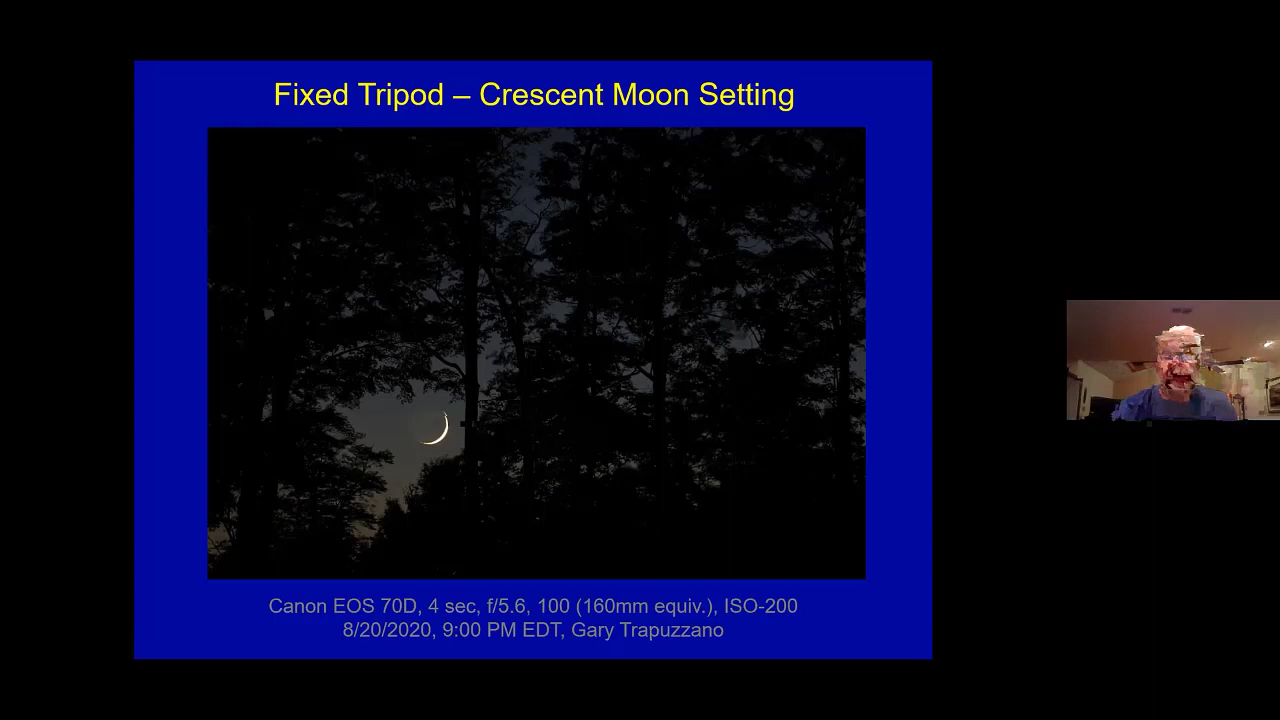 Fixed Tripod – Crescent Moon Setting
Canon EOS 70D, 4 sec, f/5.6, 100 (160mm equiv.), ISO-200
8/20/2020, 9:00 PM EDT, Gary Trapuzzano